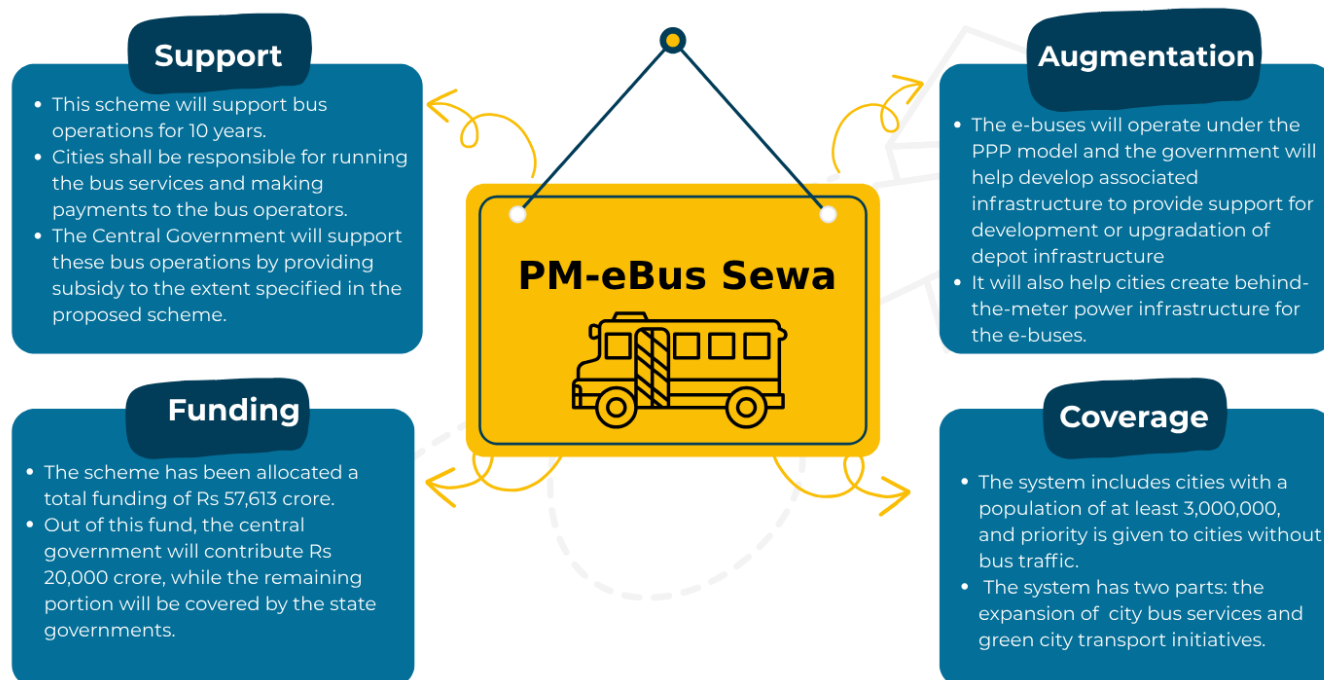 Support
• This scheme will support bus
operations for 10 years.
• Cities shall be responsible for running
the bus services and making
payments to the bus operators.
• The Central Government will support
these bus operations by providing
subsidy to the extent specified in the
proposed scheme.
Augmentation
• The e-buses will operate under the
PPP model and the government will
help develop associated
infrastructure to provide support for
development or upgradation of
depot infrastructure
• It will also help cities create behind-
the-meter power infrastructure for
the e-buses.
PM-eBus Sewa
Funding
• The scheme has been allocated a
total funding of Rs 57,613 crore.
• Out of this fund, the central
government will contribute Rs
20,000 crore, while the remaining
portion will be covered by the state
governments.
Coverage
• The system includes cities with a
population of at least 3,000,000,
and priority is given to cities without
bus traffic.
• The system has two parts: the
expansion of city bus services and
green city transport initiatives.